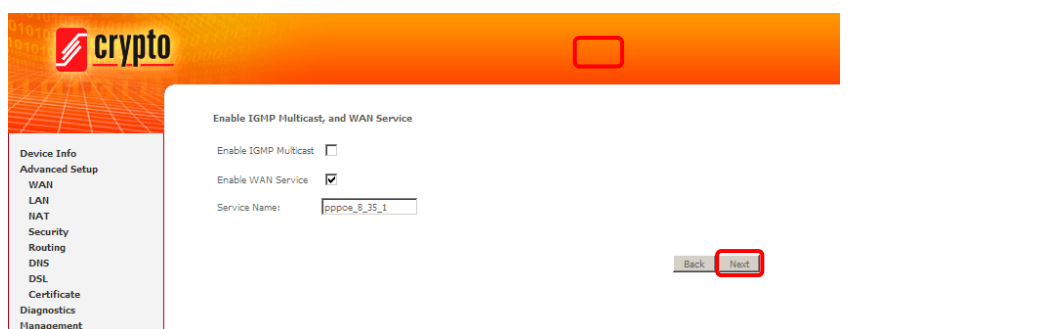 crypto
Enable IGMP Multicast, and WAN Service
Enable IGMP Multicast
Enable WAN Service
Service Name: pppoe_8_35_1
Back Next
Device Info
Advanced Setup
WAN
LAN
NAT
Security
Routing
DNS
DSL
Certificate
Diagnostics
Management